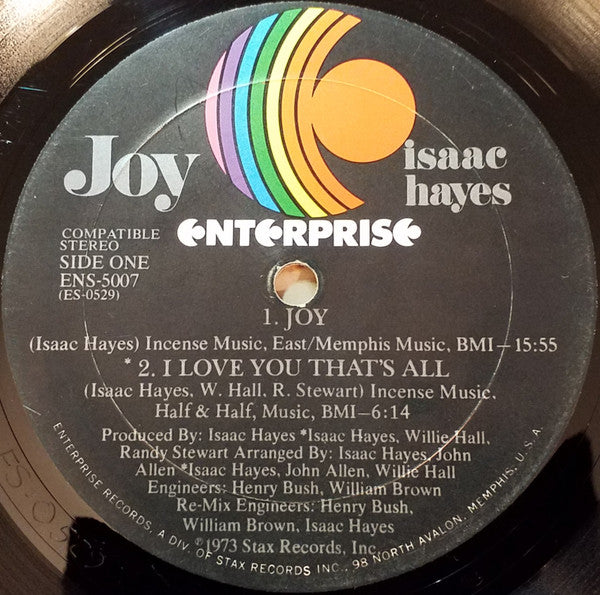 Joy
isaac
hayes
ENTERPRISE
COMPATIBLE
STEREO
SIDE ONE
ENS-5007
(ES-0529)
1. JOY
(Isaac Hayes) Incense Music, East/Memphis Music, BMI-15:55
*2. I LOVE YOU THAT'S ALL
(Isaac Hayes, W. Hall, R. Stewart) Incense Music,
Half & Half, Music, BMI-6:14
Produced By: Isaac Hayes *Isaac Hayes, Willie Hall,
Randy Stewart Arranged By: Isaac Hayes, John
Allen *Isaac Hayes, John Allen, Willie Hall
Engineers: Henry Bush, William Brown
Re-Mix Engineers: Henry Bush,
William Brown, Isaac Hayes
℗1973 Stax Records, Inc.
ENTERPRISE RECORDS, A DIV. OF STAX RECORDS INC., 98 NORTH AVALON, MEMPHIS, U.S.A.